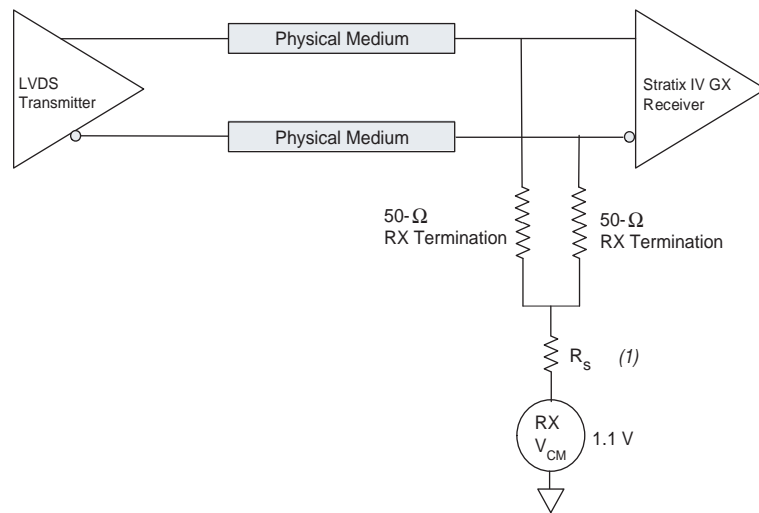 Physical Medium
LVDS
Transmitter
Stratix IV GX
Receiver
Physical Medium
50-Ω
RX Termination
50-Ω
RX Termination
Rs (1)
RX
VCM
1.1 V